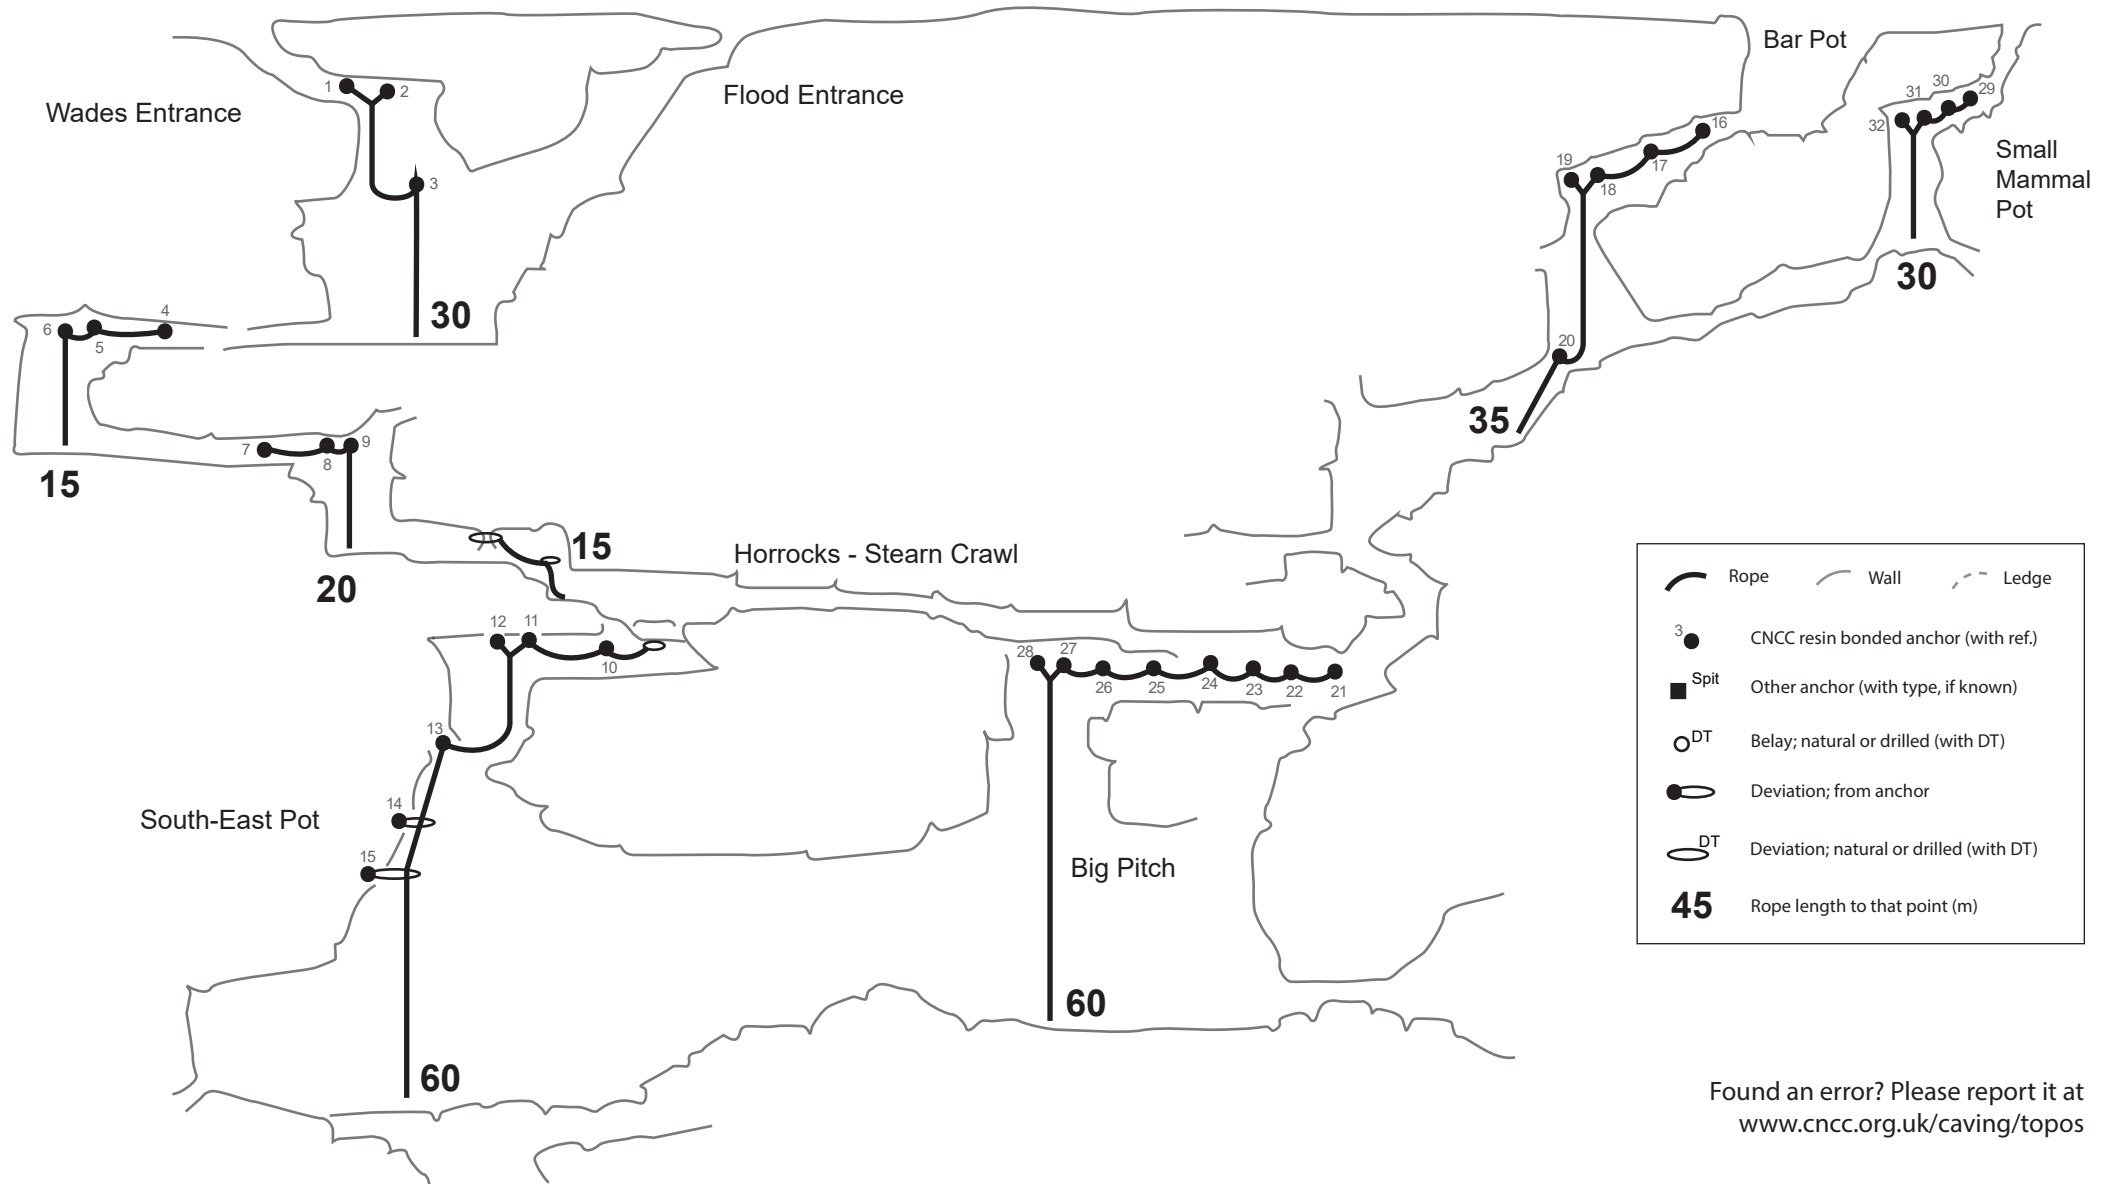 Bar Pot
1
2
Wades Entrance
Flood Entrance
3
30
16
17
18
19
20
35
29
30
31
32
Small
Mammal
Pot
30
4
5
6
15
7
8
9
20
15
Horrocks - Stearn Crawl
12
11
10
13
14
15
South-East Pot
60
28
27
26
25
24
23
22
21
Big Pitch
60
Rope
Wall
Ledge
3
CNCC resin bonded anchor (with ref.)
Spit
Other anchor (with type, if known)
DT
Belay; natural or drilled (with DT)
Deviation; from anchor
DT
Deviation; natural or drilled (with DT)
45
Rope length to that point (m)
Found an error? Please report it at
www.cncc.org.uk/caving/topos